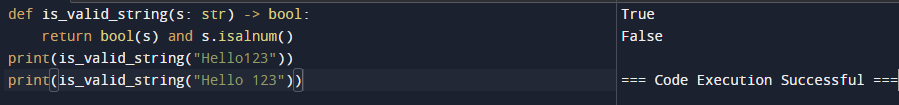 def is_valid_string(s: str) -> bool:
    return bool(s) and s.isalnum()
print(is_valid_string("Hello123"))
print(is_valid_string("Hello 123"))
True
False

=== Code Execution Successful ===